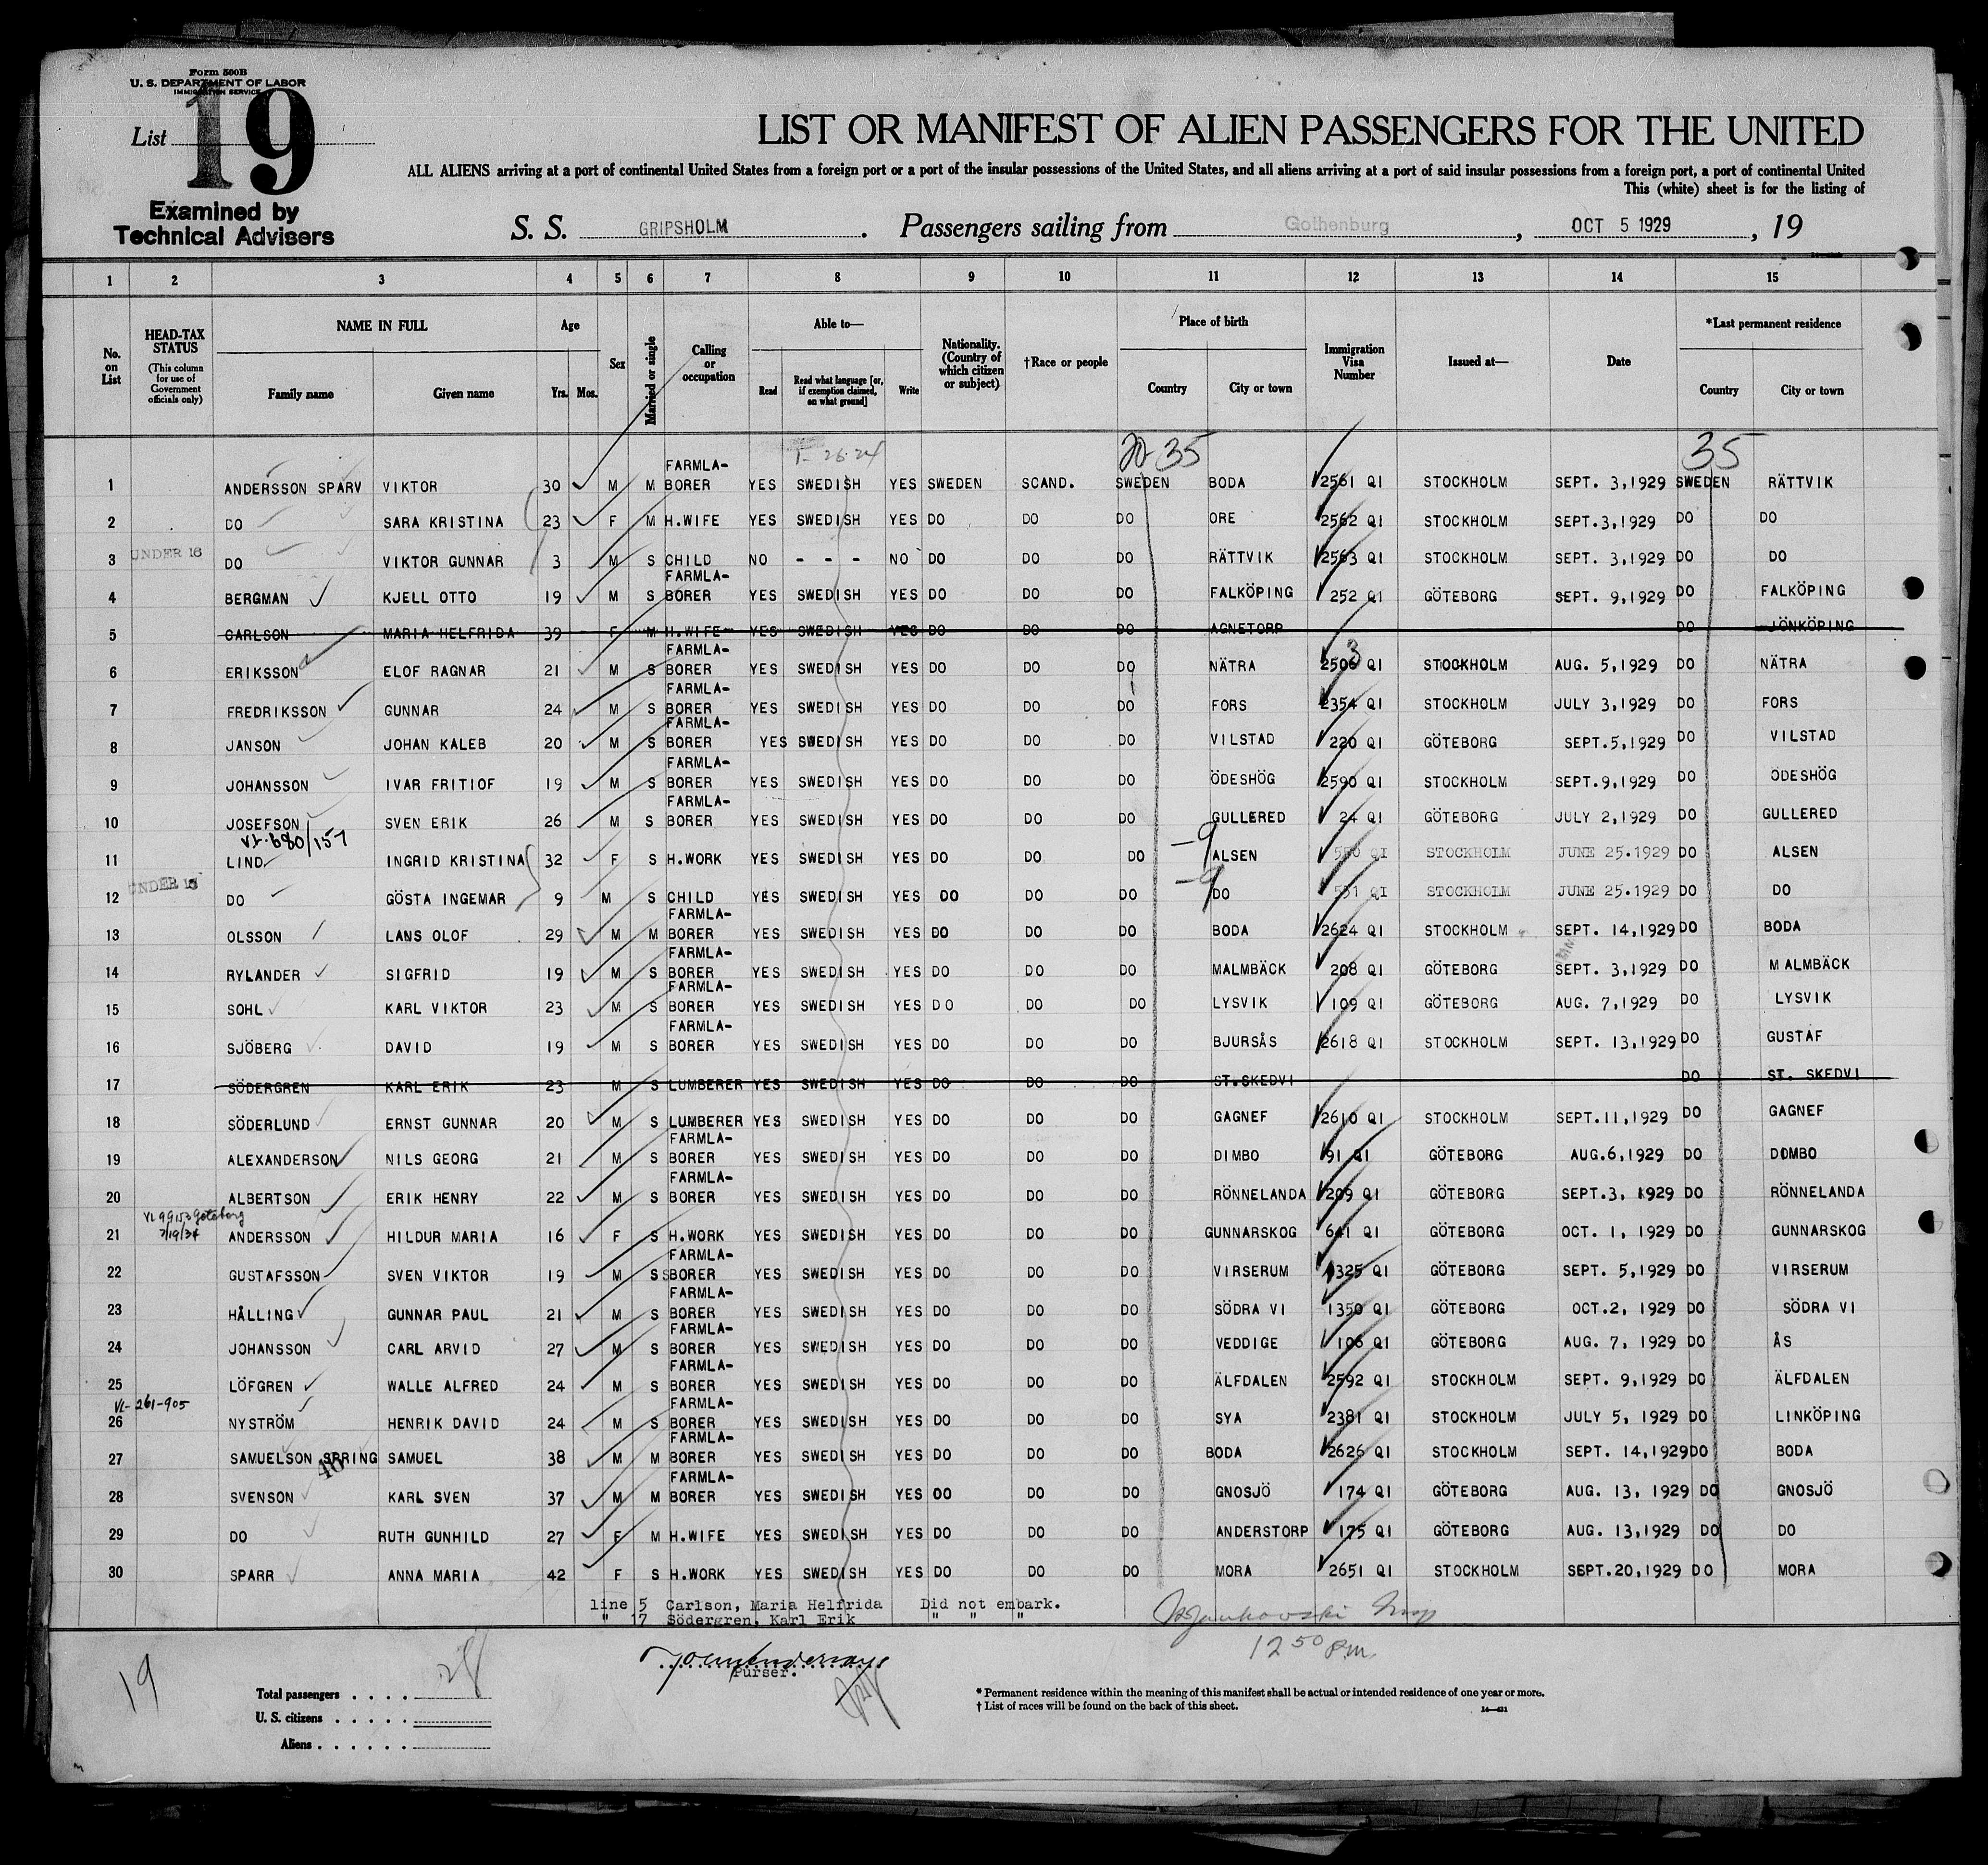 Form 500B
U. S. DEPARTMENT OF LABOR
IMMIGRATION SERVICE
List 19
Examined by
Technical Advisers
LIST OR MANIFEST OF ALIEN PASSENGERS FOR THE UNITED
ALL ALIENS arriving at a port of continental United States from a foreign port or a port of the insular possessions of the United States, and all aliens arriving at a port of said insular possessions from a foreign port, a port of continental United
This (white) sheet is for the listing of
S. S. GRIPSHOLM. Passengers sailing from Gothenburg, OCT 5 1929, 19
1 2 3 4 5 6 7 8 9 10 11 12 13 14 15
No. on List
HEAD-TAX STATUS
(This column for use of Government officials only)
NAME IN FULL
Family name Given name
Age
Yrs. Mos.
Sex
Married or single
Calling or occupation
Able to—
Read
Read what language [or, if exemption claimed, on what ground]
Write
Nationality. (Country of which citizen or subject)
†Race or people
Place of birth
Country City or town
Immigration Visa Number
Issued at—
Date
*Last permanent residence
Country City or town
35 35
1 ANDERSSON SPARV VIKTOR 30 M M FARMLA-BORER YES SWEDISH YES SWEDEN SCAND. SWEDEN BODA 2561 QI STOCKHOLM SEPT. 3,1929 SWEDEN RÄTTVIK
2 DO SARA KRISTINA 23 F M H.WIFE YES SWEDISH YES DO DO DO ORE 2562 QI STOCKHOLM SEPT.3,1929 DO DO
3 UNDER 16 DO VIKTOR GUNNAR 3 M S CHILD NO - - - NO DO DO DO RÄTTVIK 2563 QI STOCKHOLM SEPT. 3,1929 DO DO
4 BERGMAN KJELL OTTO 19 M S FARMLA-BORER YES SWEDISH YES DO DO DO FALKÖPING 252 QI GÖTEBORG SEPT. 9,1929 DO FALKÖPING
5 CARLSON MARIA HELFRIDA 39 F M H.WIFE YES SWEDISH YES DO DO DO AGNETORP DO JÖNKÖPING
6 ERIKSSON ELOF RAGNAR 21 M S FARMLA-BORER YES SWEDISH YES DO DO DO NÄTRA 2506 3 QI STOCKHOLM AUG. 5,1929 DO NÄTRA
7 FREDRIKSSON GUNNAR 24 M S FARMLA-BORER YES SWEDISH YES DO DO DO FORS 2354 QI STOCKHOLM JULY 3,1929 DO FORS
8 JANSON JOHAN KALEB 20 M S FARMLA-BORER YES SWEDISH YES DO DO DO VILSTAD 220 QI GÖTEBORG SEPT.5,1929 DO VILSTAD
9 JOHANSSON IVAR FRITIOF 19 M S FARMLA-BORER YES SWEDISH YES DO DO DO ÖDESHÖG 2590 QI STOCKHOLM SEPT.9,1929 DO ÖDESHÖG
10 JOSEFSON SVEN ERIK 26 M S FARMLA-BORER YES SWEDISH YES DO DO DO GULLERED 24 QI GÖTEBORG JULY 2,1929 DO GULLERED
VL-680/157
11 LIND INGRID KRISTINA 32 F S H.WORK YES SWEDISH YES DO DO DO -9 ALSEN 550 QI STOCKHOLM JUNE 25.1929 DO ALSEN
12 UNDER 16 DO GÖSTA INGEMAR 9 M S CHILD YES SWEDISH YES DO DO DO -9 DO 551 QI STOCKHOLM JUNE 25.1929 DO DO
13 OLSSON LANS OLOF 29 M M FARMLA-BORER YES SWEDISH YES DO DO DO BODA 2624 QI STOCKHOLM SEPT. 14,1929 DO BODA
14 RYLANDER SIGFRID 19 M S FARMLA-BORER YES SWEDISH YES DO DO DO MALMBÄCK 208 QI GÖTEBORG SEPT. 3,1929 DO MALMBÄCK
15 SOHL KARL VIKTOR 23 M S FARMLA-BORER YES SWEDISH YES DO DO DO LYSVIK 109 QI GÖTEBORG AUG. 7,1929 DO LYSVIK
16 SJÖBERG DAVID 19 M S FARMLA-BORER YES SWEDISH YES DO DO DO BJURSÅS 2618 QI STOCKHOLM SEPT. 13,1929 DO GUSTAF
17 SÖDERGREN KARL ERIK 23 M S LUMBERER YES SWEDISH YES DO DO DO ST.SKEDVI DO ST. SKEDVI
18 SÖDERLUND ERNST GUNNAR 20 M S LUMBERER YES SWEDISH YES DO DO DO GAGNEF 2610 QI STOCKHOLM SEPT.11,1929 DO GAGNEF
19 ALEXANDERSON NILS GEORG 21 M S FARMLA-BORER YES SWEDISH YES DO DO DO DIMBO 91 QI GÖTEBORG AUG.6,1929 DO DOMBO
20 ALBERTSON ERIK HENRY 22 M S FARMLA-BORER YES SWEDISH YES DO DO DO RÖNNELANDA 209 QI GÖTEBORG SEPT.3, 1929 DO RÖNNELANDA
21 ANDERSSON HILDUR MARIA 16 F S H.WORK YES SWEDISH YES DO DO DO GUNNARSKOG 641 QI GÖTEBORG OCT. 1, 1929 DO GUNNARSKOG
22 GUSTAFSSON SVEN VIKTOR 19 M S FARMLA-SBORER YES SWEDISH YES DO DO DO VIRSERUM 1325 QI GÖTEBORG SEPT. 5,1929 DO VIRSERUM
23 HÅLLING GUNNAR PAUL 21 M S FARMLA-BORER YES SWEDISH YES DO DO DO SÖDRA VI 1350 QI GÖTEBORG OCT.2, 1929 DO SÖDRA VI
24 JOHANSSON CARL ARVID 27 M S FARMLA-BORER YES SWEDISH YES DO DO DO VEDDIGE 106 QI GÖTEBORG AUG. 7, 1929 DO ÅS
25 LÖFGREN WALLE ALFRED 24 M S FARMLA-BORER YES SWEDISH YES DO DO DO ÄLFDALEN 2592 QI STOCKHOLM SEPT. 9,1929 DO ÄLFDALEN
VL-261-905
26 NYSTRÖM HENRIK DAVID 24 M S FARMLA-BORER YES SWEDISH YES DO DO DO SYA 2381 QI STOCKHOLM JULY 5, 1929 DO LINKÖPING
27 SAMUELSON SPRING SAMUEL 38 M M FARMLA-BORER YES SWEDISH YES DO DO DO BODA 2626 QI STOCKHOLM SEPT. 14,1929 DO BODA
28 SVENSON KARL SVEN 37 M M FARMLA-BORER YES SWEDISH YES DO DO DO GNOSJÖ 174 QI GÖTEBORG AUG. 13, 1929 DO GNOSJÖ
29 DO RUTH GUNHILD 27 F M H.WIFE YES SWEDISH YES DO DO DO ANDERSTORP 175 QI GÖTEBORG AUG. 13,1929 DO DO
30 SPARR ANNA MARIA 42 F S H.WORK YES SWEDISH YES DO DO DO MORA 2651 QI STOCKHOLM SEPT.20,1929 DO MORA
line 5 Carlson, Maria Helfrida Did not embark.
" 17 Södergren, Karl Erik " " "
12 50 P.M.
Purser.
19
Total passengers . . . . 28
U. S. citizens . . . . .
Aliens . . . . . .
* Permanent residence within the meaning of this manifest shall be actual or intended residence of one year or more.
† List of races will be found on the back of this sheet.